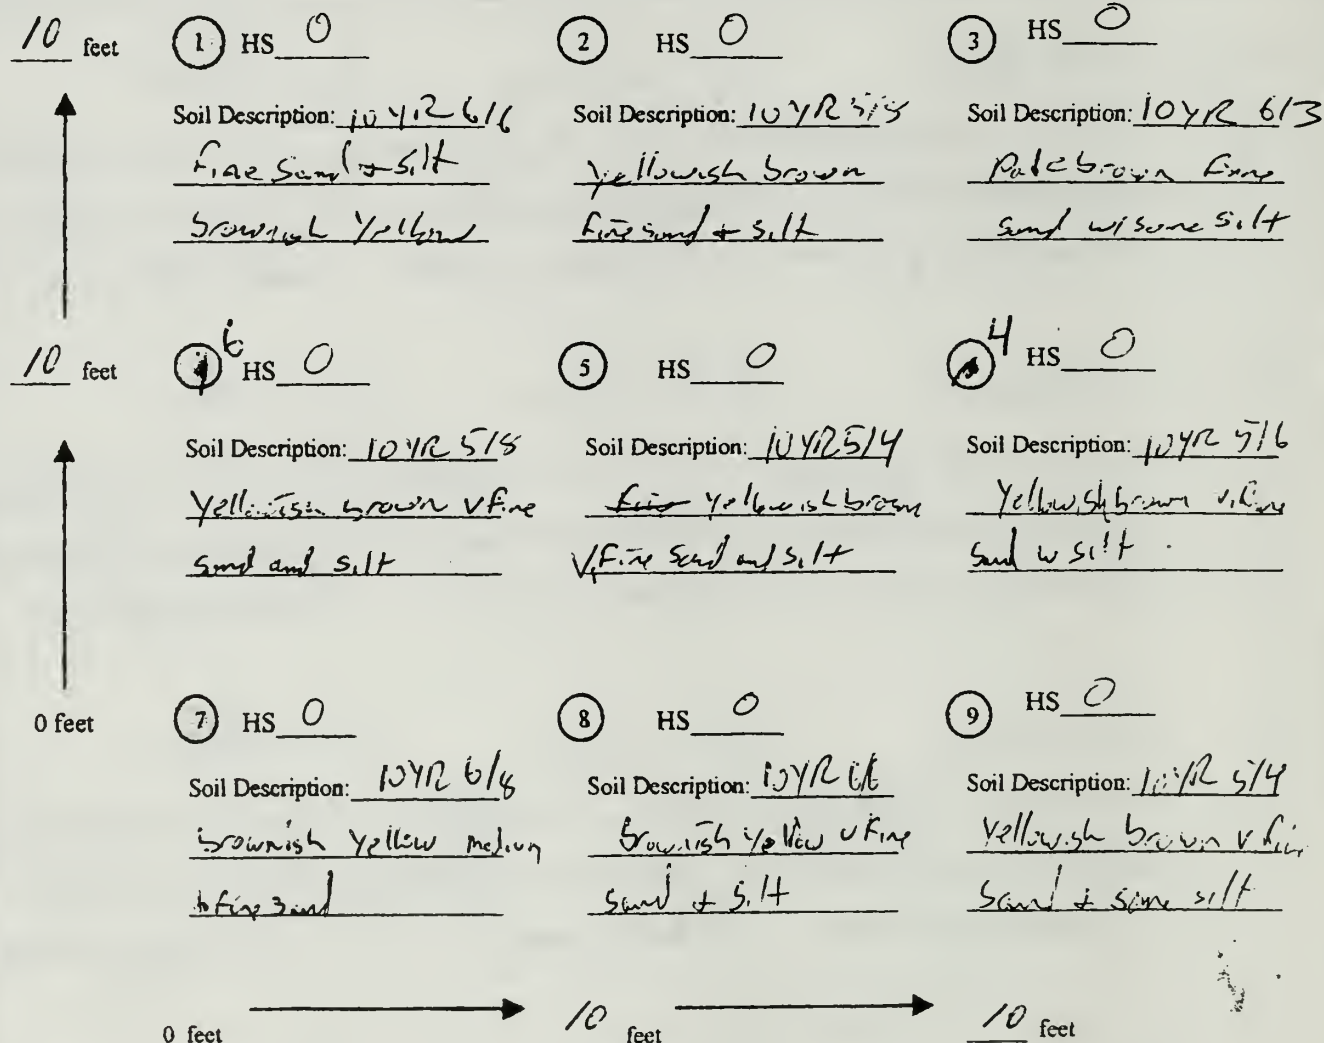 10 feet ① HS 0 ② HS 0 ③ HS 0
Soil Description: 10YR 6/6 Soil Description: 10YR 5/8 Soil Description: 10YR 6/3
fine sand + silt yellowish brown Pale brown fine
brownish yellow fine sand + silt sand w/ some silt
10 feet 6 HS 0 ⑤ HS 0 4 HS 0
Soil Description: 10YR 5/8 Soil Description: 10YR 5/4 Soil Description: 10YR 5/6
Yellowish brown v fine yellowish brown Yellowish brown v. fine
sand and silt V. Fine sand and silt sand w silt.
0 feet ⑦ HS 0 ⑧ HS 0 ⑨ HS 0
Soil Description: 10YR 6/8 Soil Description: 10YR 6/6 Soil Description: 10YR 5/4
brownish yellow medium brownish yellow v fine Yellowish brown v fine
to fine sand sand + silt Sand + some silt
0 feet 10 feet 10 feet